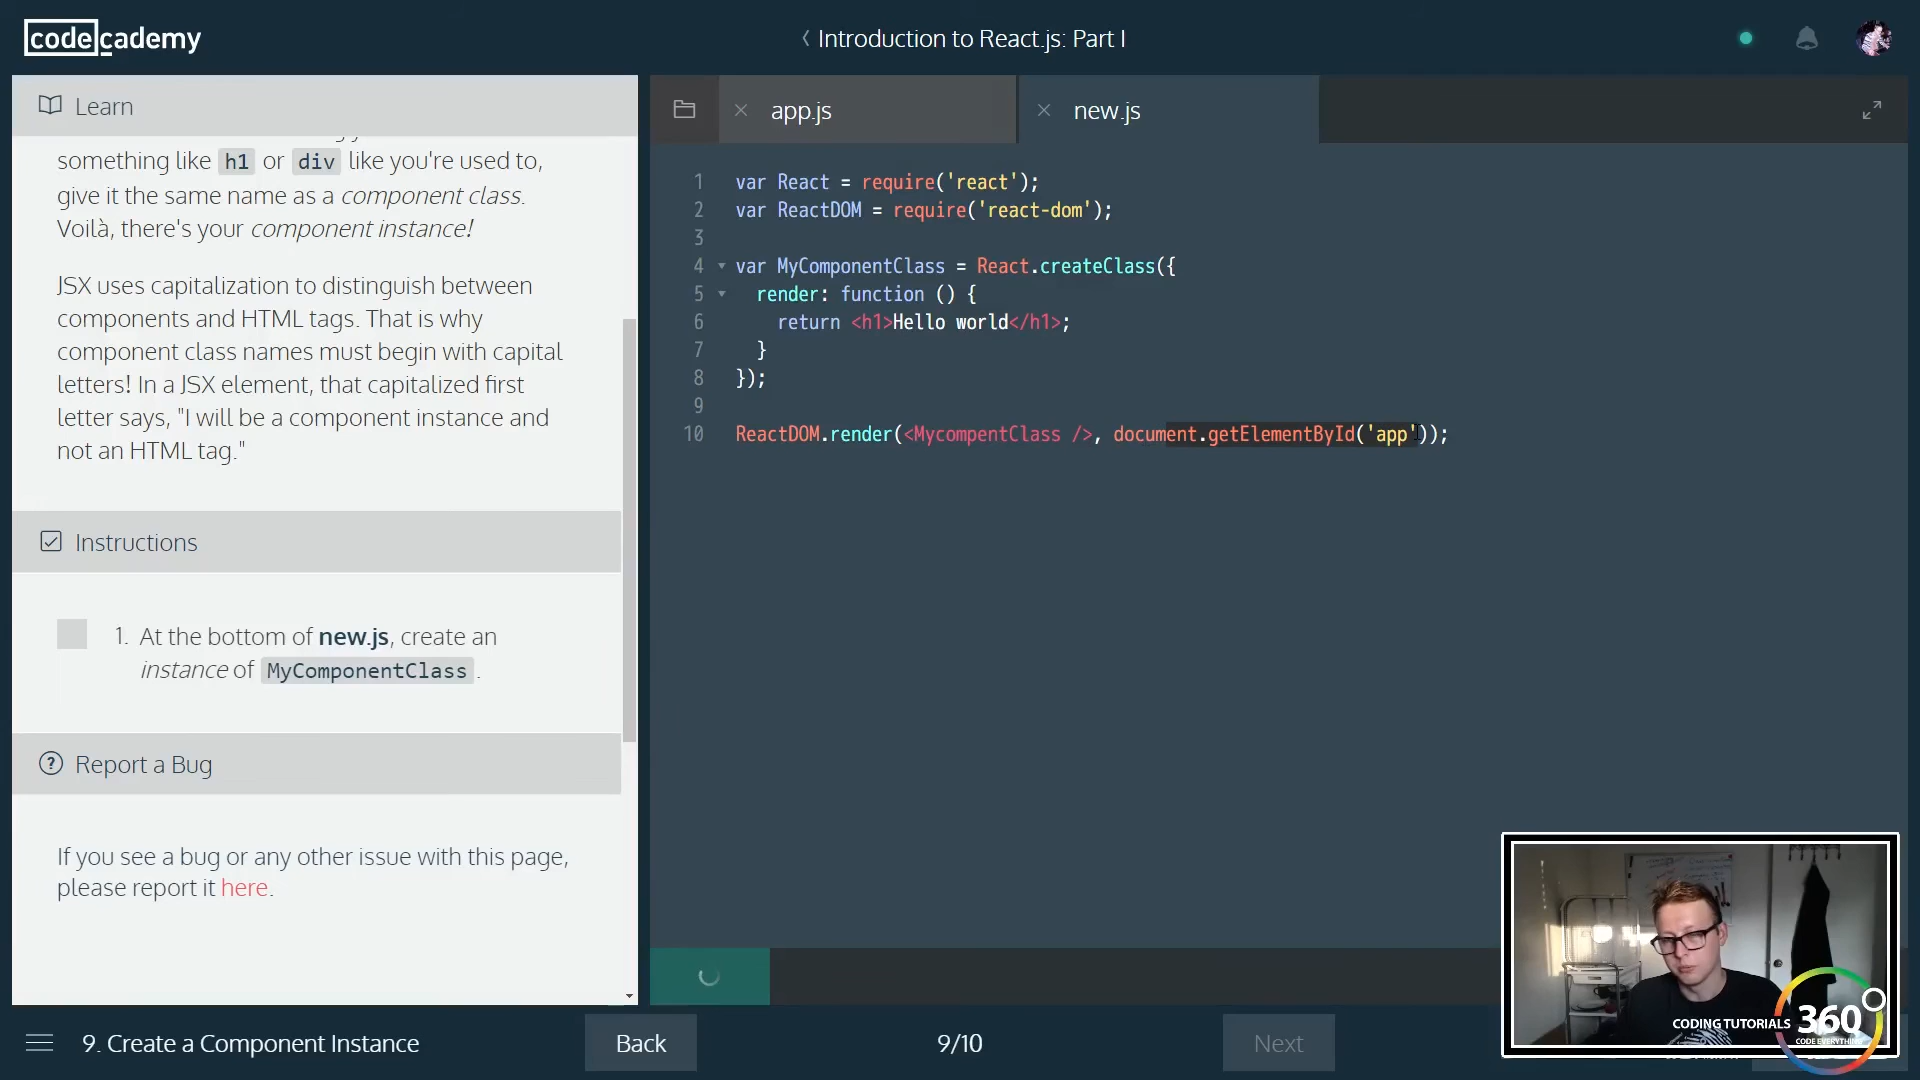 codecademy
Introduction to React.js: Part I
Learn
something like h1 or div like you're used to,
give it the same name as a component class.
Voilà, there's your component instance!
JSX uses capitalization to distinguish between
components and HTML tags. That is why
component class names must begin with capital
letters! In a JSX element, that capitalized first
letter says, "I will be a component instance and
not an HTML tag."
Instructions
1. At the bottom of new.js, create an
instance of MyComponentClass.
Report a Bug
If you see a bug or any other issue with this page,
please report it here.
app.js
new.js
1 var React = require('react');
2 var ReactDOM = require('react-dom');
3
4 var MyComponentClass = React.createClass({
5 render: function () {
6 return <h1>Hello world</h1>;
7 }
8 });
9
10 ReactDOM.render(<MycompentClass />, document.getElementById('app'));
CODING TUTORIALS 360
CODE EVERYTHING
9. Create a Component Instance
Back
9/10
Next